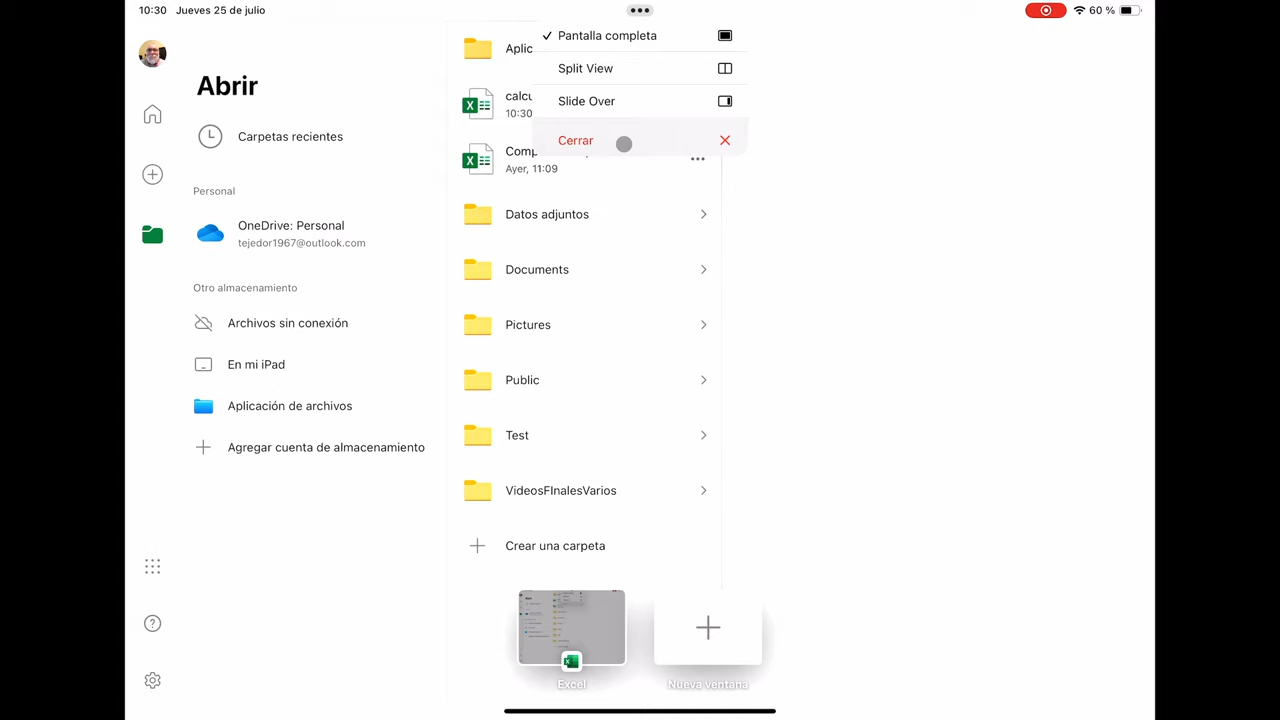 10:30 Jueves 25 de julio
60 %
Abrir
Carpetas recientes
Personal
OneDrive: Personal
tejedor1967@outlook.com
Otro almacenamiento
Archivos sin conexión
En mi iPad
Aplicación de archivos
Agregar cuenta de almacenamiento
Pantalla completa
Split View
Slide Over
Cerrar
Aplic
calcu
10:30
Comp
Ayer, 11:09
Datos adjuntos
Documents
Pictures
Public
Test
VideosFInalesVarios
Crear una carpeta
Excel
Nueva ventana